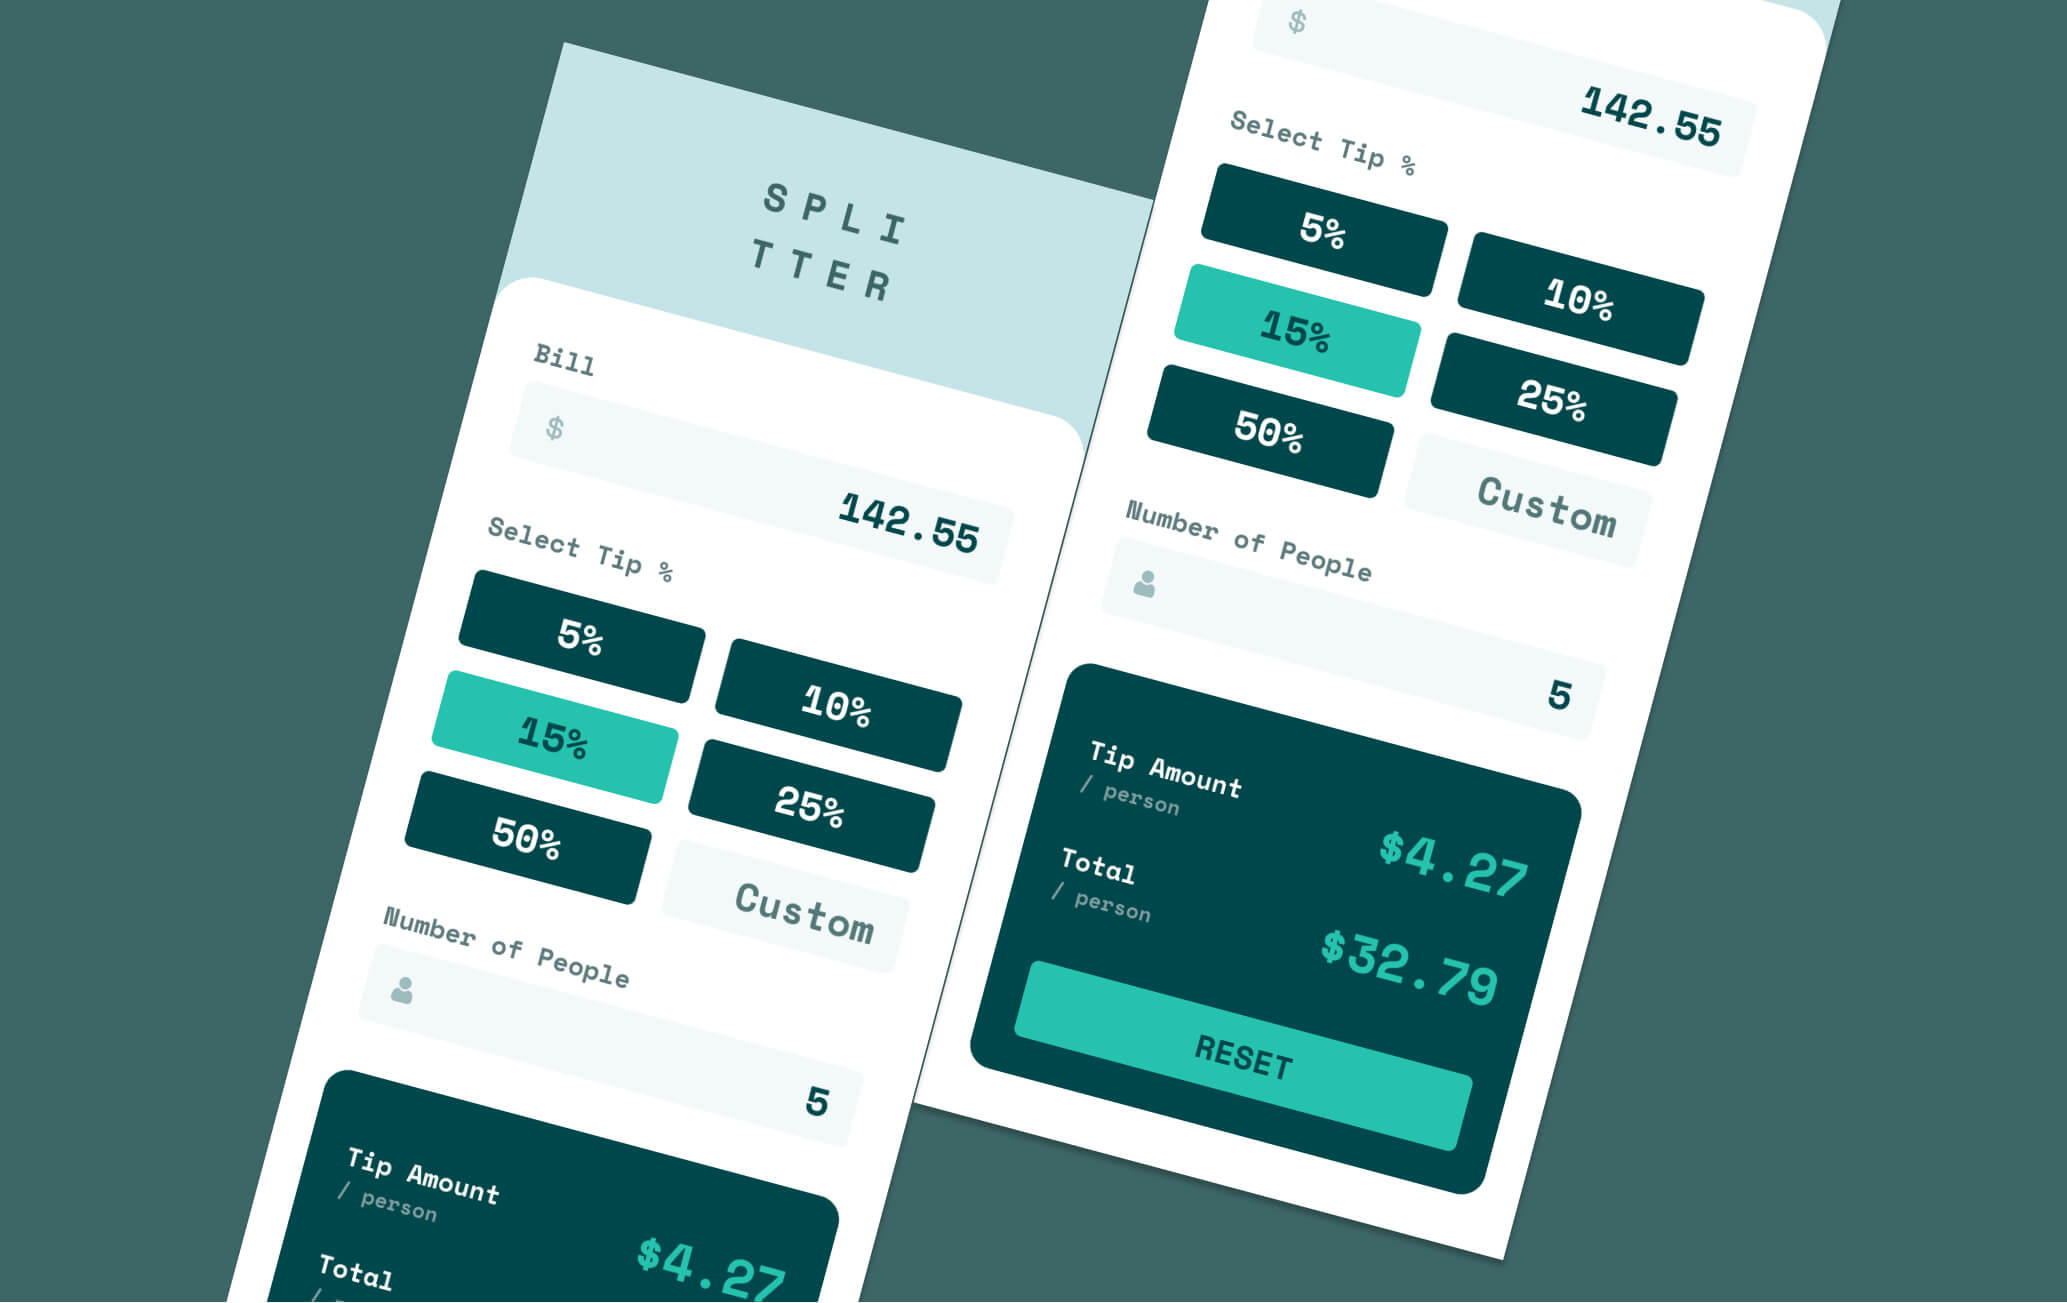 SPLI
TTER
Bill
$
142.55
Select Tip %
5%
10%
15%
25%
50%
Custom
Number of People
5
Tip Amount
/ person
$4.27
Total
/
$
142.55
Select Tip %
5%
10%
15%
25%
50%
Custom
Number of People
5
Tip Amount
/ person
$4.27
Total
/ person
$32.79
RESET